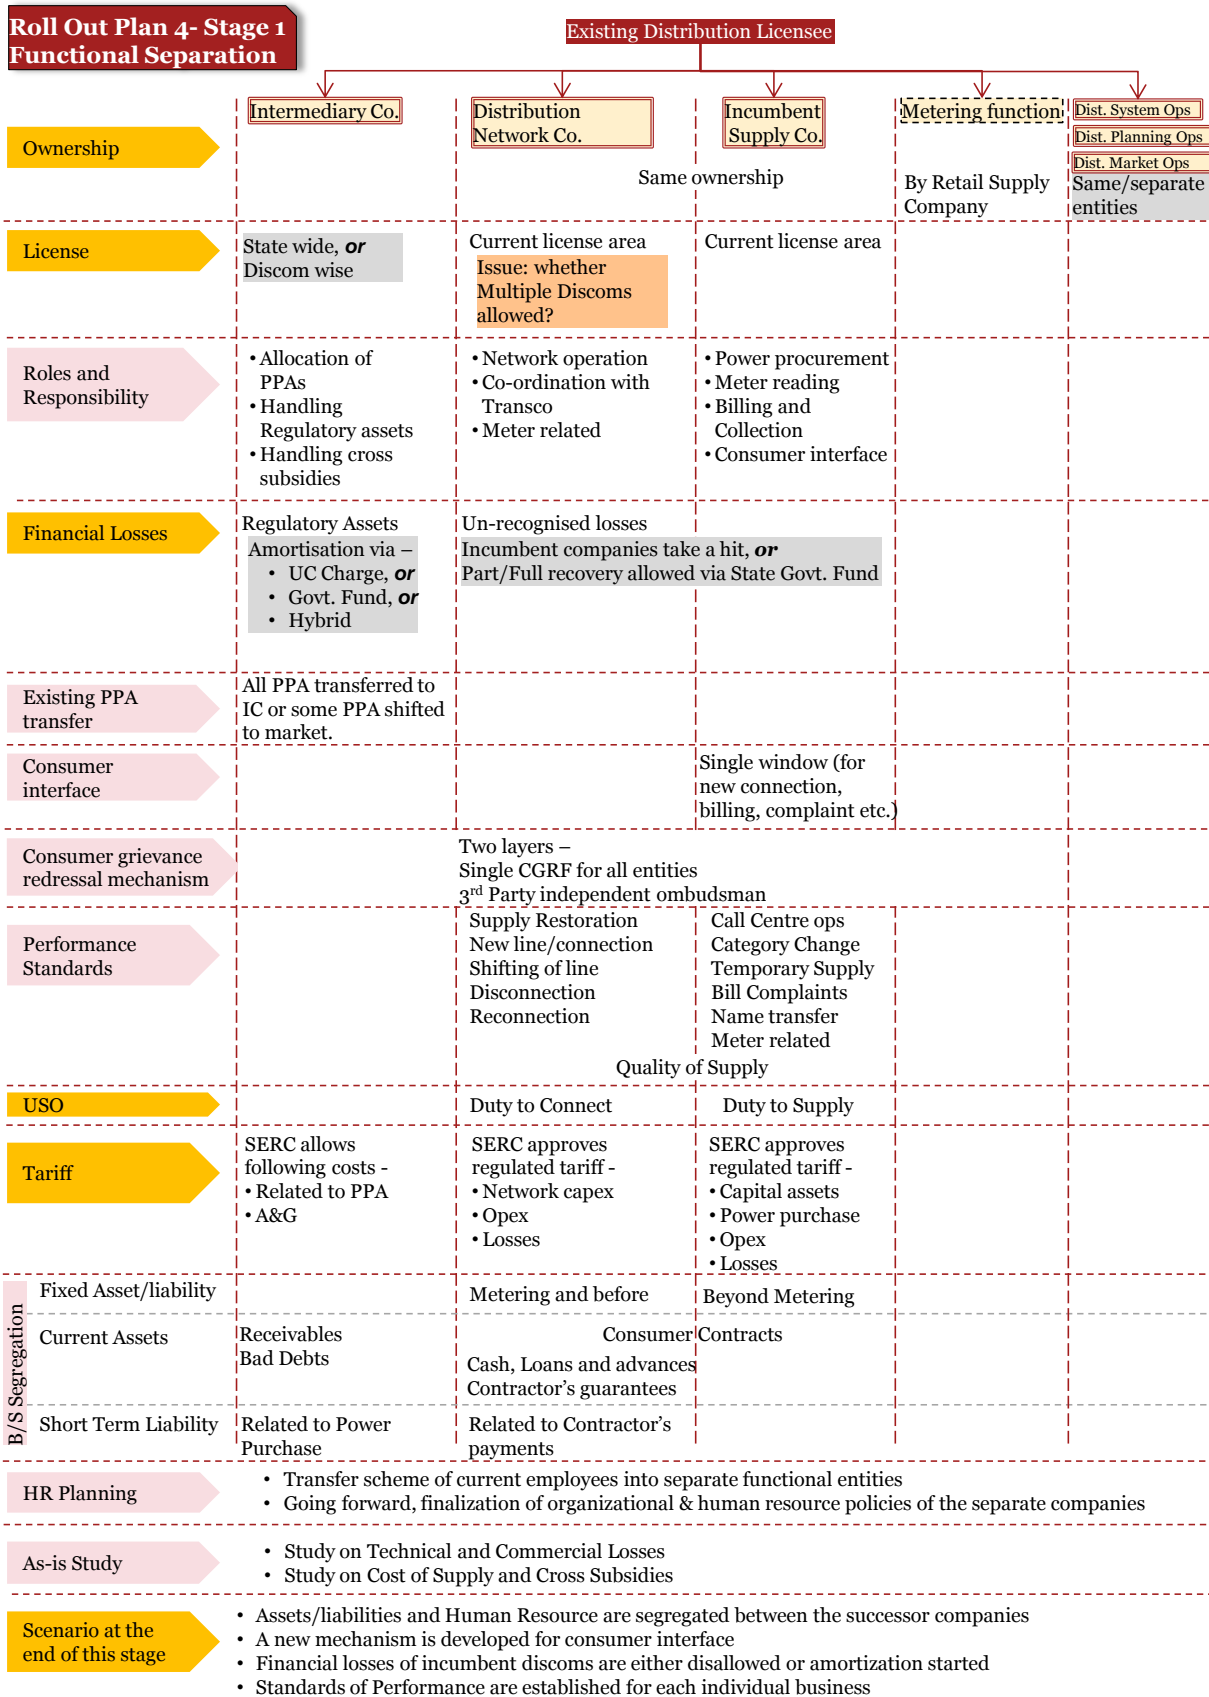 Roll Out Plan 4- Stage 1
Functional Separation
Existing Distribution Licensee
Intermediary Co.
Distribution
Network Co.
Incumbent
Supply Co.
Metering function
Dist. System Ops
Dist. Planning Ops
Dist. Market Ops
Ownership
Same ownership
By Retail Supply
Company
Same/separate
entities
License
State wide, or
Discom wise
Current license area
Issue: whether
Multiple Discoms
allowed?
Current license area
Roles and
Responsibility
• Allocation of
PPAs
• Handling
Regulatory assets
• Handling cross
subsidies
• Network operation
• Co-ordination with
Transco
• Meter related
• Power procurement
• Meter reading
• Billing and
Collection
• Consumer interface
Financial Losses
Regulatory Assets
Amortisation via –
• UC Charge, or
• Govt. Fund, or
• Hybrid
Un-recognised losses
Incumbent companies take a hit, or
Part/Full recovery allowed via State Govt. Fund
Existing PPA
transfer
All PPA transferred to
IC or some PPA shifted
to market.
Consumer
interface
Single window (for
new connection,
billing, complaint etc.)
Consumer grievance
redressal mechanism
Two layers –
Single CGRF for all entities
3rd Party independent ombudsman
Performance
Standards
Supply Restoration
New line/connection
Shifting of line
Disconnection
Reconnection
Call Centre ops
Category Change
Temporary Supply
Bill Complaints
Name transfer
Meter related
Quality of Supply
USO
Duty to Connect
Duty to Supply
Tariff
SERC allows
following costs -
• Related to PPA
• A&G
SERC approves
regulated tariff -
• Network capex
• Opex
• Losses
SERC approves
regulated tariff -
• Capital assets
• Power purchase
• Opex
• Losses
B/S Segregation
Fixed Asset/liability
Metering and before
Beyond Metering
Current Assets
Receivables
Bad Debts
Consumer Contracts
Cash, Loans and advances
Contractor's guarantees
Short Term Liability
Related to Power
Purchase
Related to Contractor's
payments
HR Planning
• Transfer scheme of current employees into separate functional entities
• Going forward, finalization of organizational & human resource policies of the separate companies
As-is Study
• Study on Technical and Commercial Losses
• Study on Cost of Supply and Cross Subsidies
Scenario at the
end of this stage
• Assets/liabilities and Human Resource are segregated between the successor companies
• A new mechanism is developed for consumer interface
• Financial losses of incumbent discoms are either disallowed or amortization started
• Standards of Performance are established for each individual business